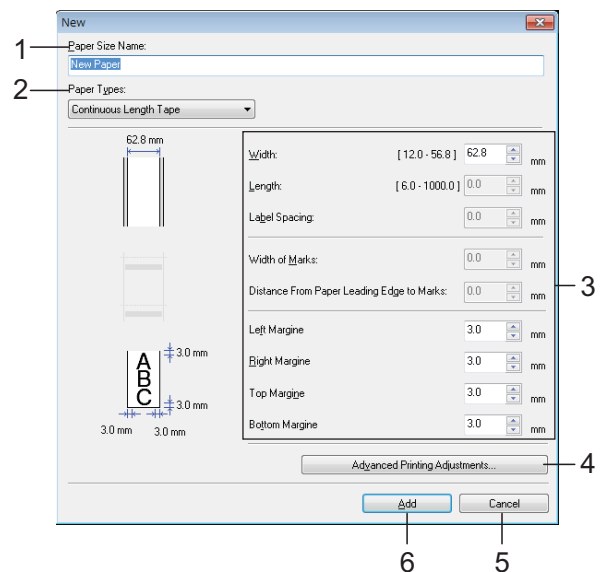 New
1
Paper Size Name:
New Paper
2
Paper Types:
Continuous Length Tape
62.8 mm
Width: [ 12.0 - 56.8 ] 62.8 mm
Length: [ 6.0 - 1000.0 ] 0.0 mm
Label Spacing: 0.0 mm
Width of Marks: 0.0 mm
Distance From Paper Leading Edge to Marks: 0.0 mm
3
Left Margine 3.0 mm
Right Margine 3.0 mm
Top Margine 3.0 mm
Bottom Margine 3.0 mm
A
B
C
3.0 mm
3.0 mm
3.0 mm 3.0 mm
Advanced Printing Adjustments...
4
Add Cancel
6 5